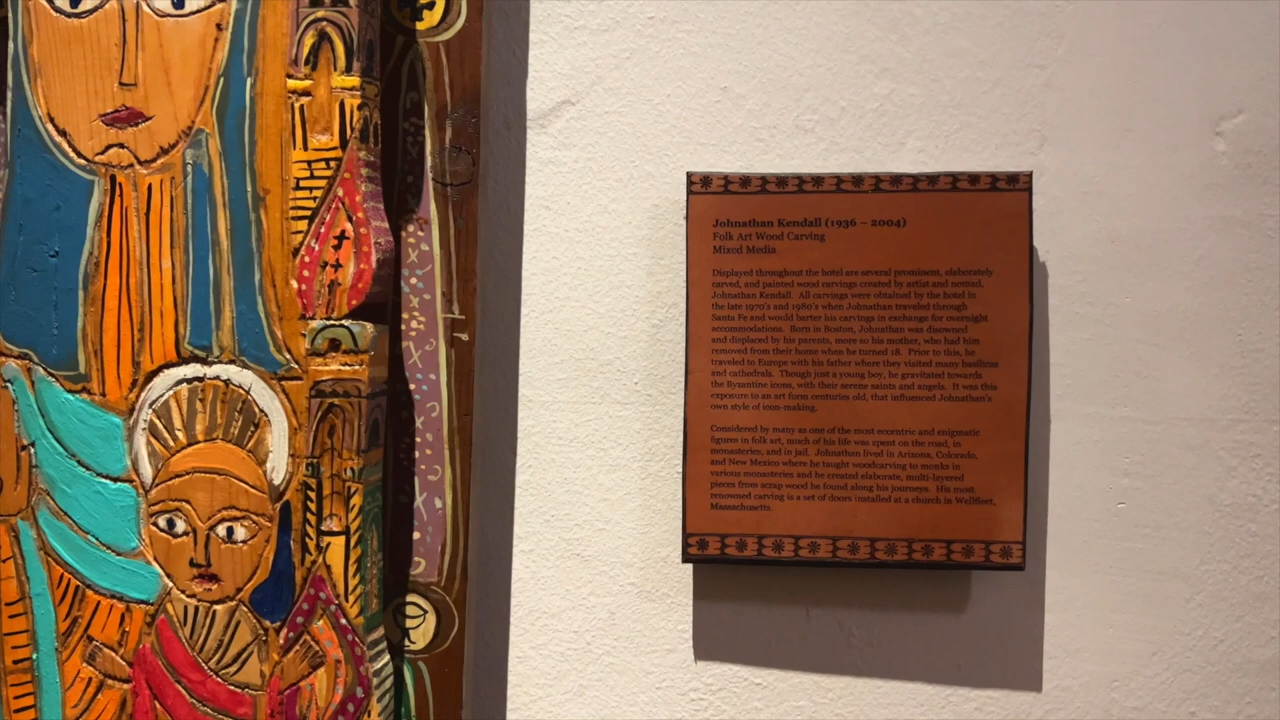 Johnathan Kendall (1936 – 2004)
Folk Art Wood Carving
Mixed Media
Displayed throughout the hotel are several prominent, elaborately
carved, and painted wood carvings created by artist and nomad,
Johnathan Kendall. All carvings were obtained by the hotel in
the late 1970's and 1980's when Johnathan traveled through
Santa Fe and would barter his carvings in exchange for overnight
accommodations. Born in Boston, Johnathan was disowned
and displaced by his parents, more so his mother, who had him
removed from their home when he turned 18. Prior to this, he
traveled to Europe with his father where they visited many basilicas
and cathedrals. Though just a young boy, he gravitated towards
the Byzantine icons, with their serene saints and angels. It was this
exposure to an art form centuries old, that influenced Johnathan's
own style of icon-making.
Considered by many as one of the most eccentric and enigmatic
figures in folk art, much of his life was spent on the road, in
monasteries, and in jail. Johnathan lived in Arizona, Colorado,
and New Mexico where he taught woodcarving to monks in
various monasteries and he created elaborate, multi-layered
pieces from scrap wood he found along his journeys. His most
renowned carving is a set of doors installed at a church in Wellfleet,
Massachusetts.